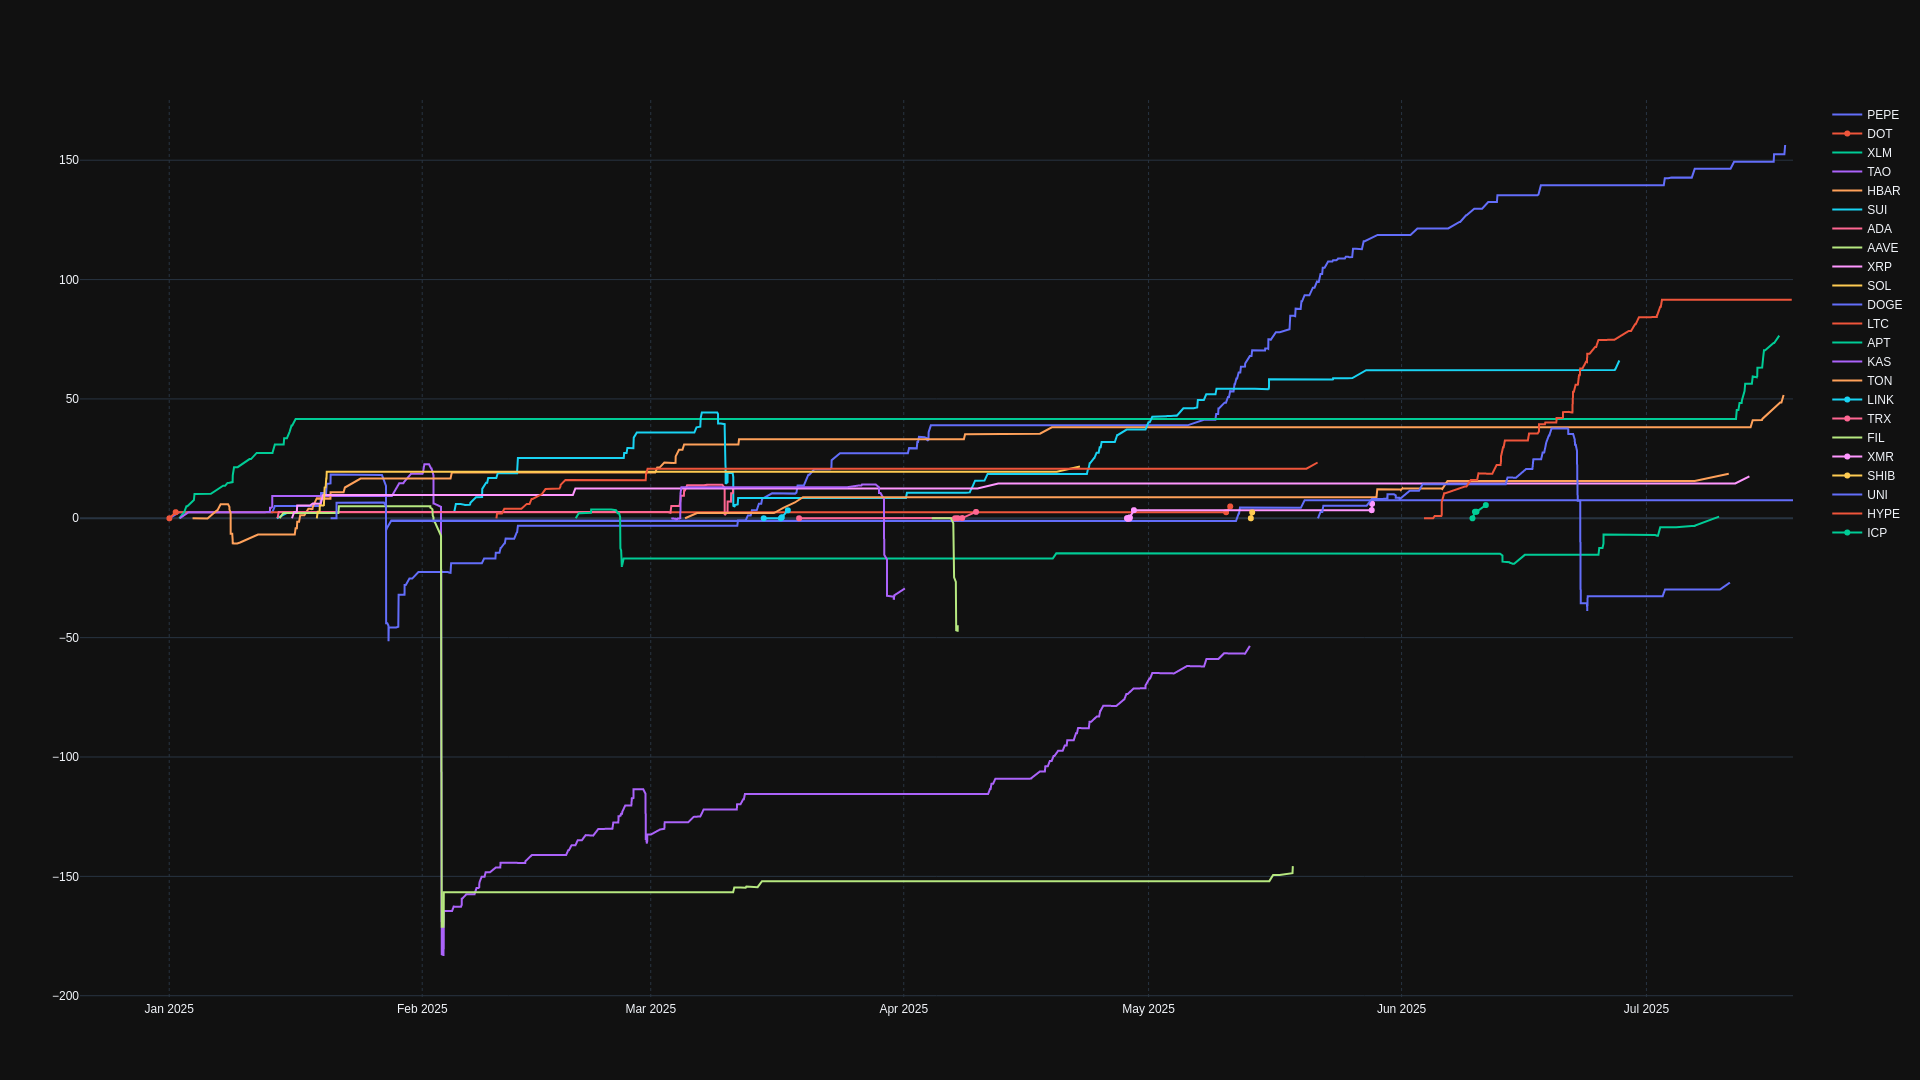 150
100
50
0
−50
−100
−150
−200
Jan 2025
Feb 2025
Mar 2025
Apr 2025
May 2025
Jun 2025
Jul 2025
PEPE
DOT
XLM
TAO
HBAR
SUI
ADA
AAVE
XRP
SOL
DOGE
LTC
APT
KAS
TON
LINK
TRX
FIL
XMR
SHIB
UNI
HYPE
ICP